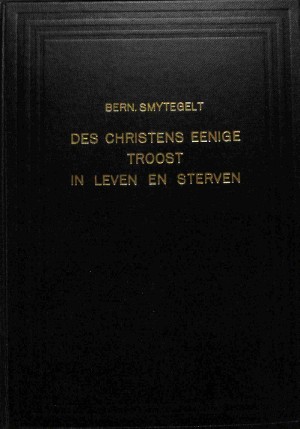 BERN. SMYTEGELT
DES CHRISTENS EENIGE
TROOST
IN LEVEN EN STERVEN